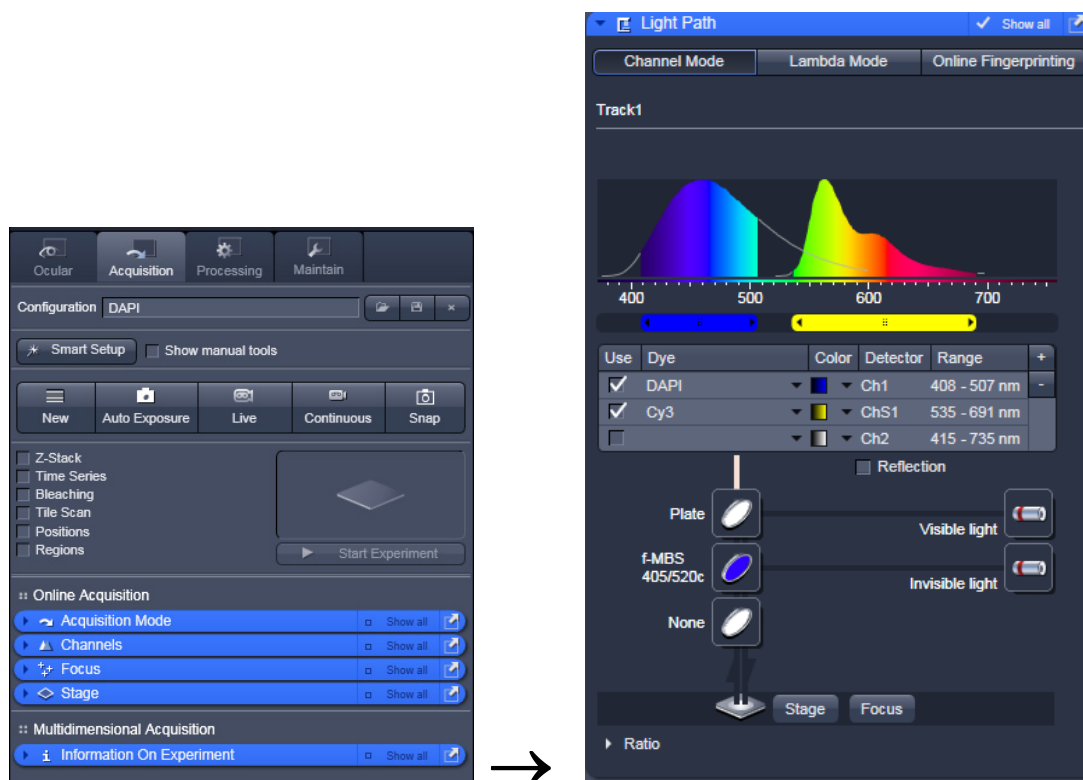 Ocular Acquisition Processing Maintain
Configuration DAPI
Smart Setup Show manual tools
New Auto Exposure Live Continuous Snap
Z-Stack
Time Series
Bleaching
Tile Scan
Positions
Regions
Start Experiment
Online Acquisition
Acquisition Mode Show all
Channels Show all
Focus Show all
Stage Show all
Multidimensional Acquisition
i Information On Experiment Show all
→
Light Path Show all
Channel Mode Lambda Mode Online Fingerprinting
Track1
400 500 600 700
Use Dye Color Detector Range +
DAPI Ch1 408 - 507 nm -
Cy3 ChS1 535 - 691 nm
Ch2 415 - 735 nm
Reflection
Plate
Visible light
f-MBS
405/520c
Invisible light
None
Stage Focus
Ratio